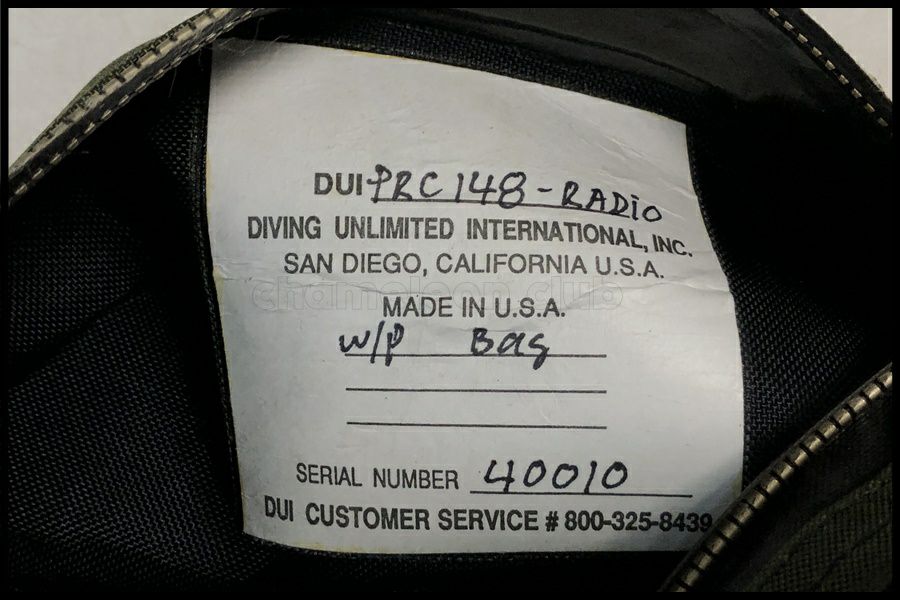 DUI PRC 148 - RADIO
DIVING UNLIMITED INTERNATIONAL, INC.
SAN DIEGO, CALIFORNIA U.S.A.
chameleon club
MADE IN U.S.A.
W/P Bag
SERIAL NUMBER 40010
DUI CUSTOMER SERVICE # 800-325-8439